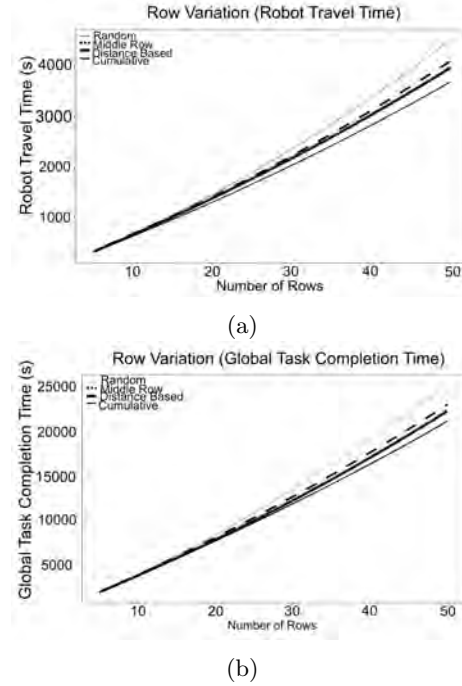 Row Variation (Robot Travel Time)
Random
Middle Row
Distance Based
Cumulative
Robot Travel Time (s)
4000
3000
2000
1000
10 20 30 40 50
Number of Rows
(a)
Row Variation (Global Task Completion Time)
Random
Middle Row
Distance Based
Cumulative
Global Task Completion Time (s)
25000
20000
15000
10000
5000
10 20 30 40 50
Number of Rows
(b)